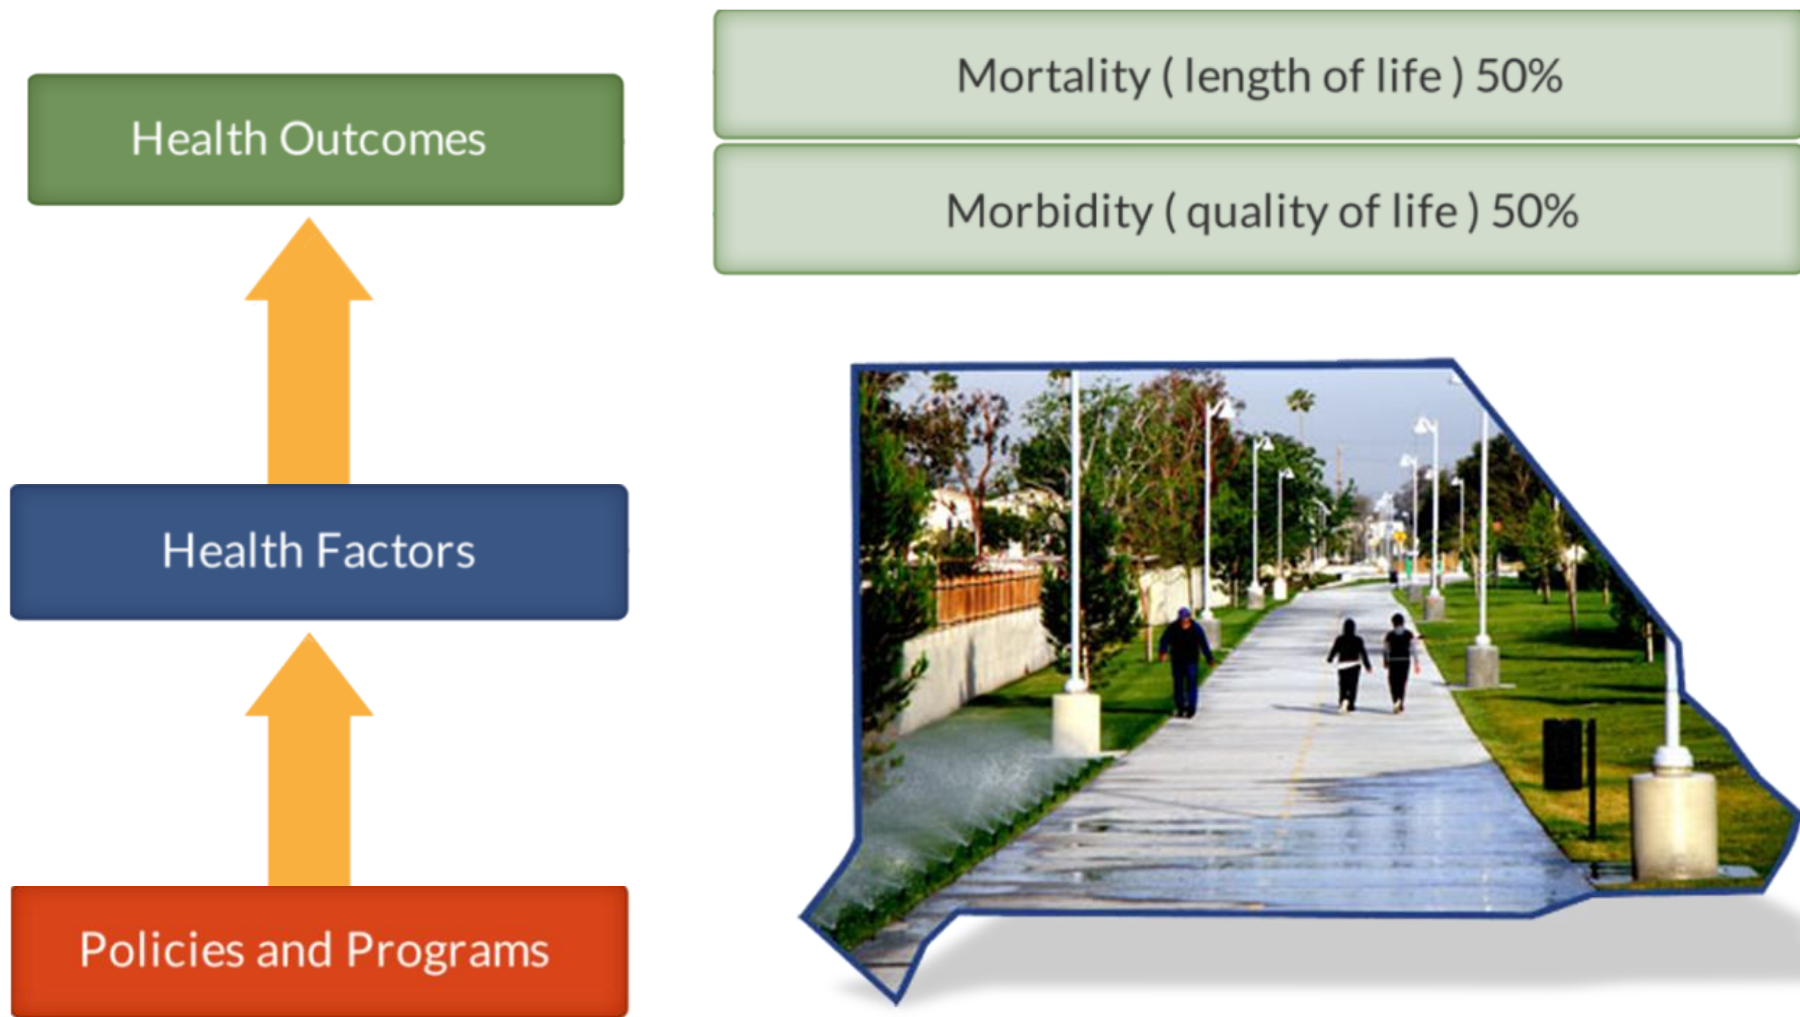 Health Outcomes
Mortality ( length of life ) 50%
Morbidity ( quality of life ) 50%
Health Factors
Policies and Programs